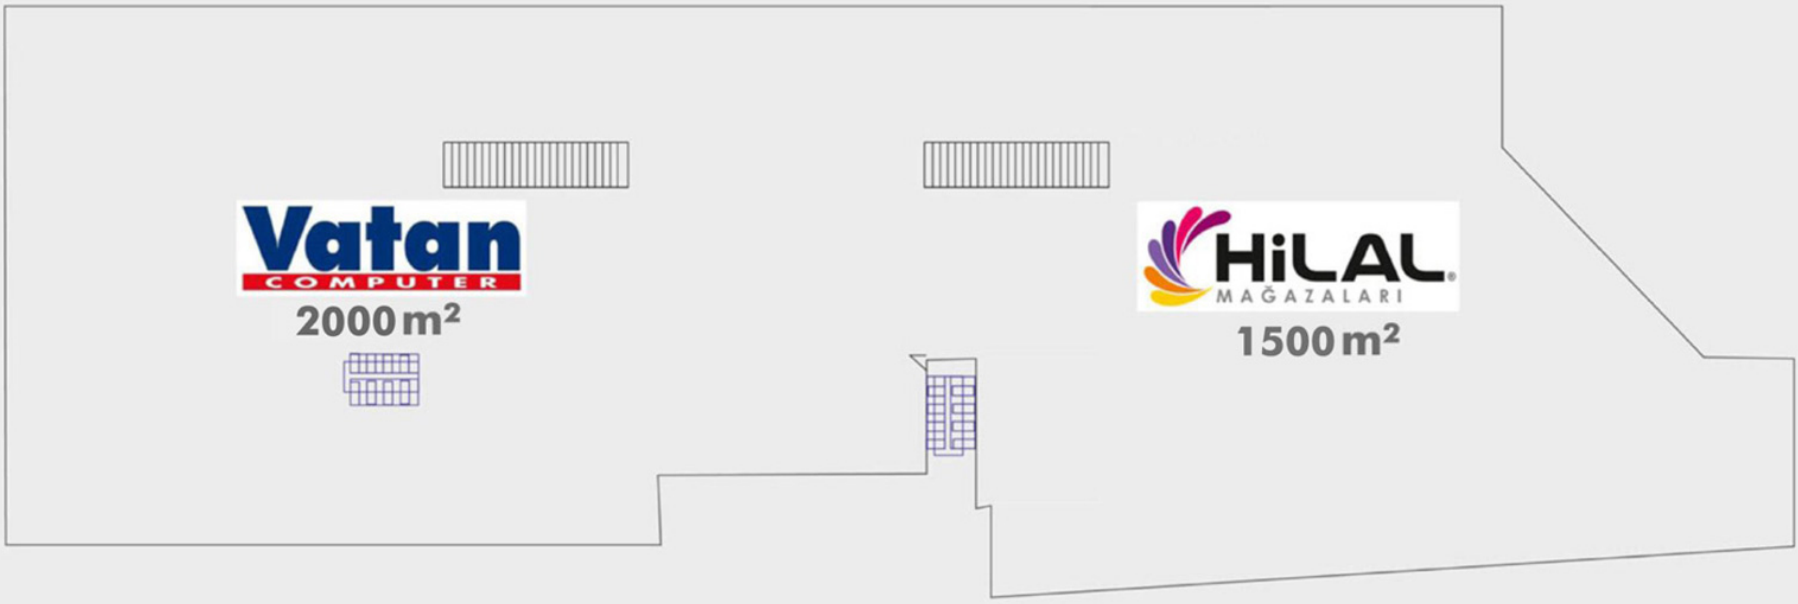 Vatan
COMPUTER
2000 m²
HiLAL®
MAĞAZALARI
1500 m²